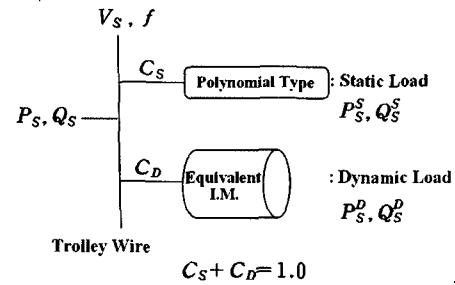 V_S , f
C_S
Polynomial Type : Static Load
P_S^S, Q_S^S
P_S, Q_S
C_D
Equivalent I.M. : Dynamic Load
P_S^D, Q_S^D
Trolley Wire
C_S + C_D = 1.0